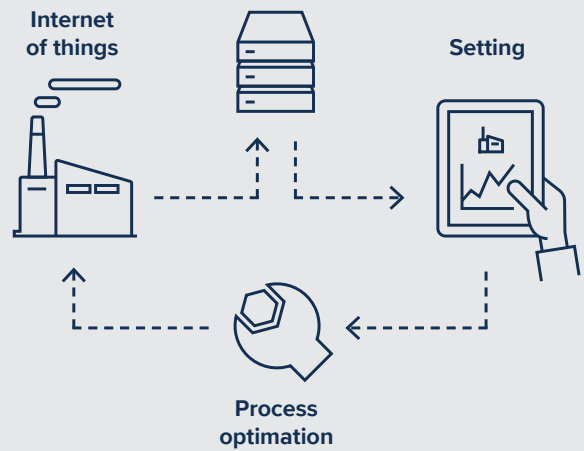 Internet
of things
Setting
Process
optimation